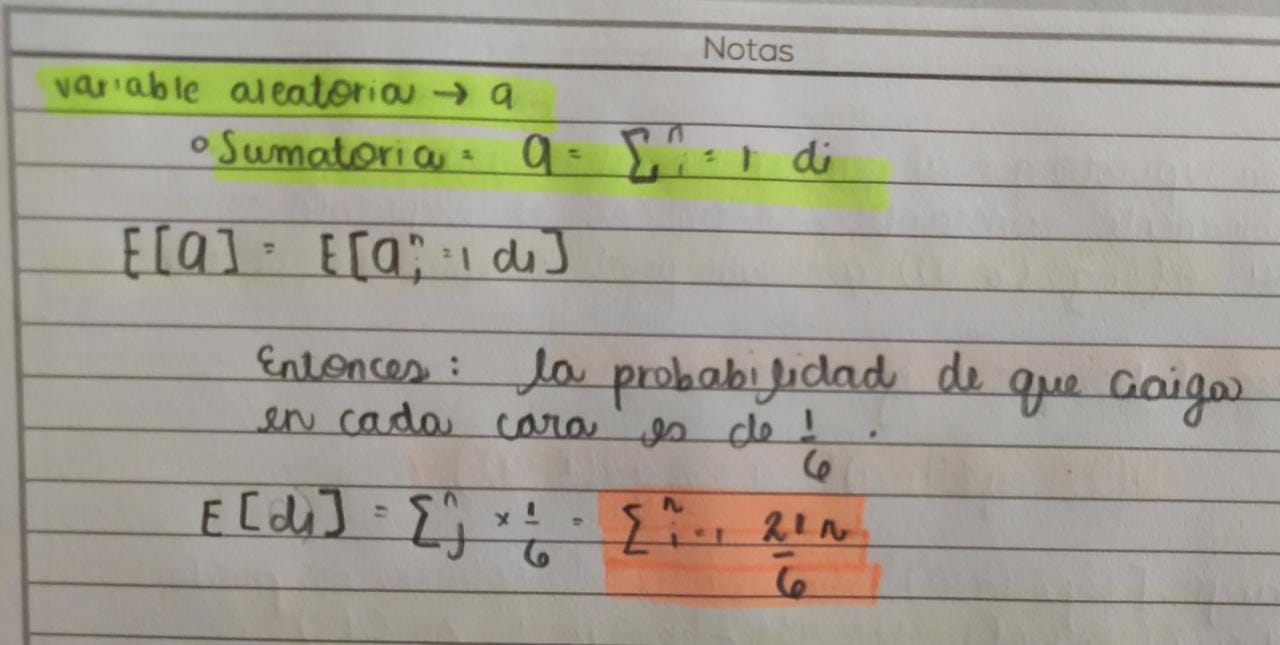 Notas
variable aleatoria → a
° Sumatoria = a = Σⁿᵢ = 1 di
E[a] = E[aⁿᵢ = 1 di]
Entonces: la probabilidad de que caiga
en cada cara es de 1/6.
E[di] = Σⁿⱼ × 1/6 = Σⁿᵢ = 1 21n/6